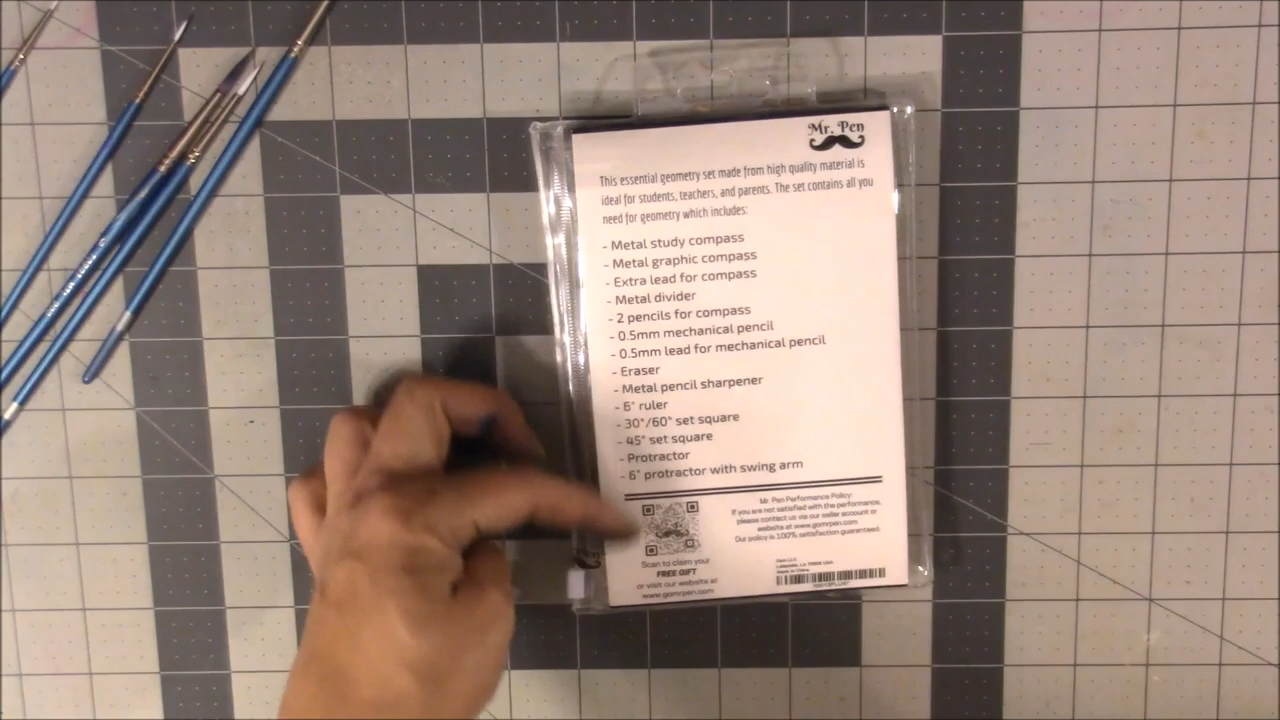 Mr. Pen
This essential geometry set made from high quality material is
ideal for students, teachers, and parents. The set contains all you
need for geometry which includes:
- Metal study compass
- Metal graphic compass
- Extra lead for compass
- Metal divider
- 2 pencils for compass
- 0.5mm mechanical pencil
- 0.5mm lead for mechanical pencil
- Eraser
- Metal pencil sharpener
- 6" ruler
- 30°/60° set square
- 45° set square
- Protractor
- 6" protractor with swing arm
Scan to claim your
FREE GIFT
or visit our website at
www.gomrpen.com
Mr. Pen Performance Policy:
If you are not satisfied with the performance,
please contact us via our seller account or
website at www.gomrpen.com
Our policy is 100% satisfaction guaranteed.
Made in China